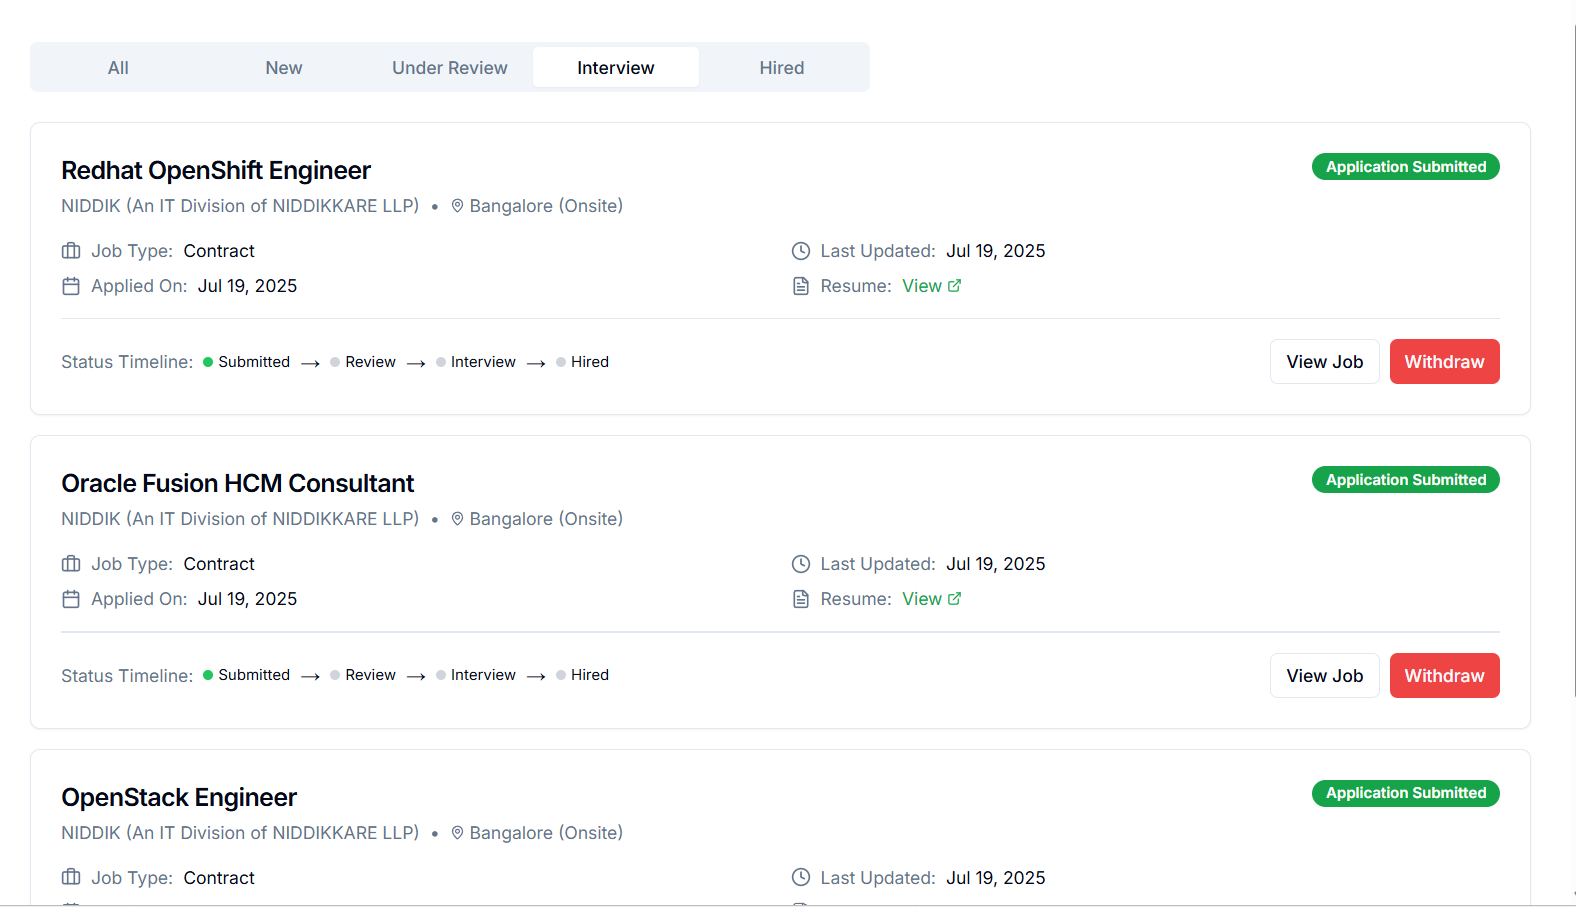 All New Under Review Interview Hired
Redhat OpenShift Engineer
Application Submitted
NIDDIK (An IT Division of NIDDIKKARE LLP) • Bangalore (Onsite)
Job Type: Contract
Last Updated: Jul 19, 2025
Applied On: Jul 19, 2025
Resume: View
Status Timeline: Submitted → Review → Interview → Hired
View Job
Withdraw
Oracle Fusion HCM Consultant
Application Submitted
NIDDIK (An IT Division of NIDDIKKARE LLP) • Bangalore (Onsite)
Job Type: Contract
Last Updated: Jul 19, 2025
Applied On: Jul 19, 2025
Resume: View
Status Timeline: Submitted → Review → Interview → Hired
View Job
Withdraw
OpenStack Engineer
Application Submitted
NIDDIK (An IT Division of NIDDIKKARE LLP) • Bangalore (Onsite)
Job Type: Contract
Last Updated: Jul 19, 2025